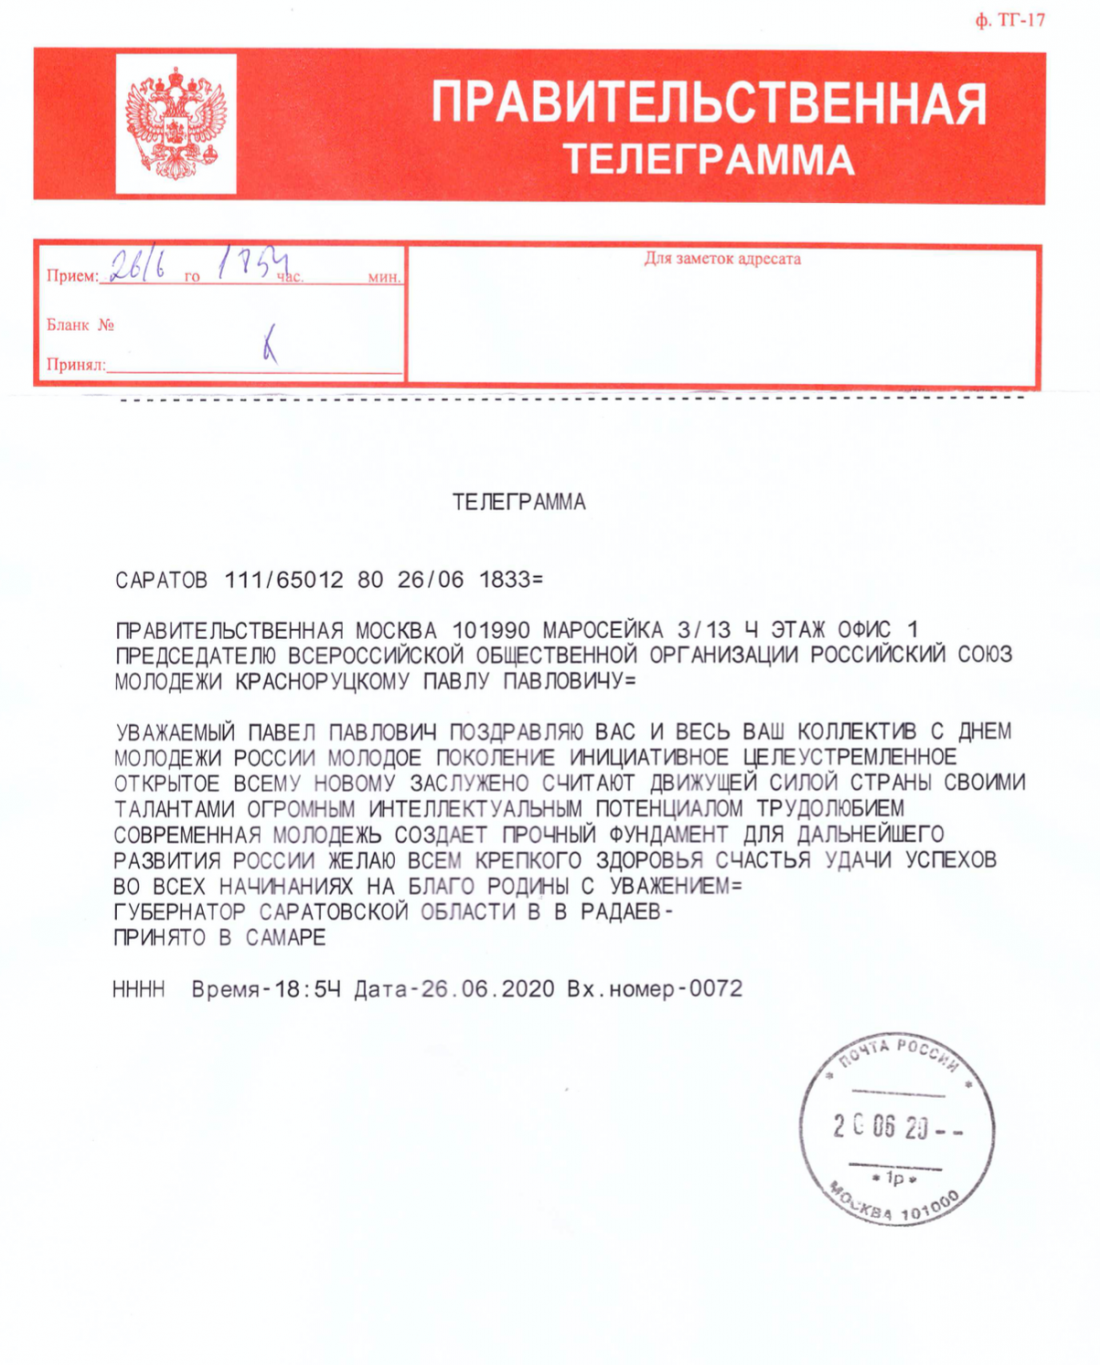 ф. ТГ-17
ПРАВИТЕЛЬСТВЕННАЯ
ТЕЛЕГРАММА
Прием: 26/6 го 1854 час. мин.
Для заметок адресата
Бланк №
Принял:
ТЕЛЕГРАММА
САРАТОВ 111/65012 80 26/06 1833=
ПРАВИТЕЛЬСТВЕННАЯ МОСКВА 101990 МАРОСЕЙКА 3/13 4 ЭТАЖ ОФИС 1
ПРЕДСЕДАТЕЛЮ ВСЕРОССИЙСКОЙ ОБЩЕСТВЕННОЙ ОРГАНИЗАЦИИ РОССИЙСКИЙ СОЮЗ
МОЛОДЕЖИ КРАСНОРУЦКОМУ ПАВЛУ ПАВЛОВИЧУ=
УВАЖАЕМЫЙ ПАВЕЛ ПАВЛОВИЧ ПОЗДРАВЛЯЮ ВАС И ВЕСЬ ВАШ КОЛЛЕКТИВ С ДНЕМ
МОЛОДЕЖИ РОССИИ МОЛОДОЕ ПОКОЛЕНИЕ ИНИЦИАТИВНОЕ ЦЕЛЕУСТРЕМЛЕННОЕ
ОТКРЫТОЕ ВСЕМУ НОВОМУ ЗАСЛУЖЕНО СЧИТАЮТ ДВИЖУЩЕЙ СИЛОЙ СТРАНЫ СВОИМИ
ТАЛАНТАМИ ОГРОМНЫМ ИНТЕЛЛЕКТУАЛЬНЫМ ПОТЕНЦИАЛОМ ТРУДОЛЮБИЕМ
СОВРЕМЕННАЯ МОЛОДЕЖЬ СОЗДАЕТ ПРОЧНЫЙ ФУНДАМЕНТ ДЛЯ ДАЛЬНЕЙШЕГО
РАЗВИТИЯ РОССИИ ЖЕЛАЮ ВСЕМ КРЕПКОГО ЗДОРОВЬЯ СЧАСТЬЯ УДАЧИ УСПЕХОВ
ВО ВСЕХ НАЧИНАНИЯХ НА БЛАГО РОДИНЫ С УВАЖЕНИЕМ=
ГУБЕРНАТОР САРАТОВСКОЙ ОБЛАСТИ В В РАДАЕВ-
ПРИНЯТО В САМАРЕ
НННН Время-18:54 Дата-26.06.2020 Вх.номер-0072
* ПОЧТА РОССИИ *
26 06 20--
* 1р *
МОСКВА 101000